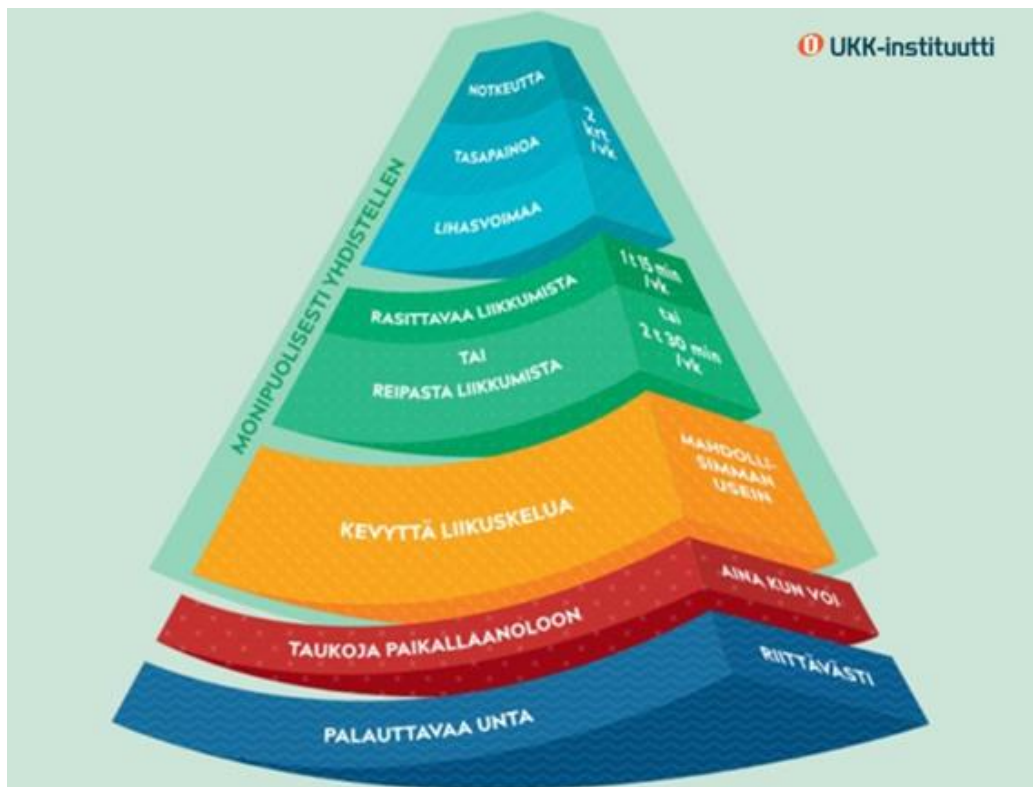 UKK-instituutti
MONIPUOLISESTI YHDISTELLEN
NOTKEUTTA
TASAPAINOA
LIHASVOIMAA
2
krt
/vk
RASITTAVAA LIIKKUMISTA
TAI
REIPASTA LIIKKUMISTA
1 t 15 min
/vk
tai
2 t 30 min
/vk
KEVYTTÄ LIIKUSKELUA
MAHDOLLI-
SIMMAN
USEIN
TAUKOJA PAIKALLAANOLOON
AINA KUN VOI
PALAUTTAVAA UNTA
RIITTÄVÄSTI